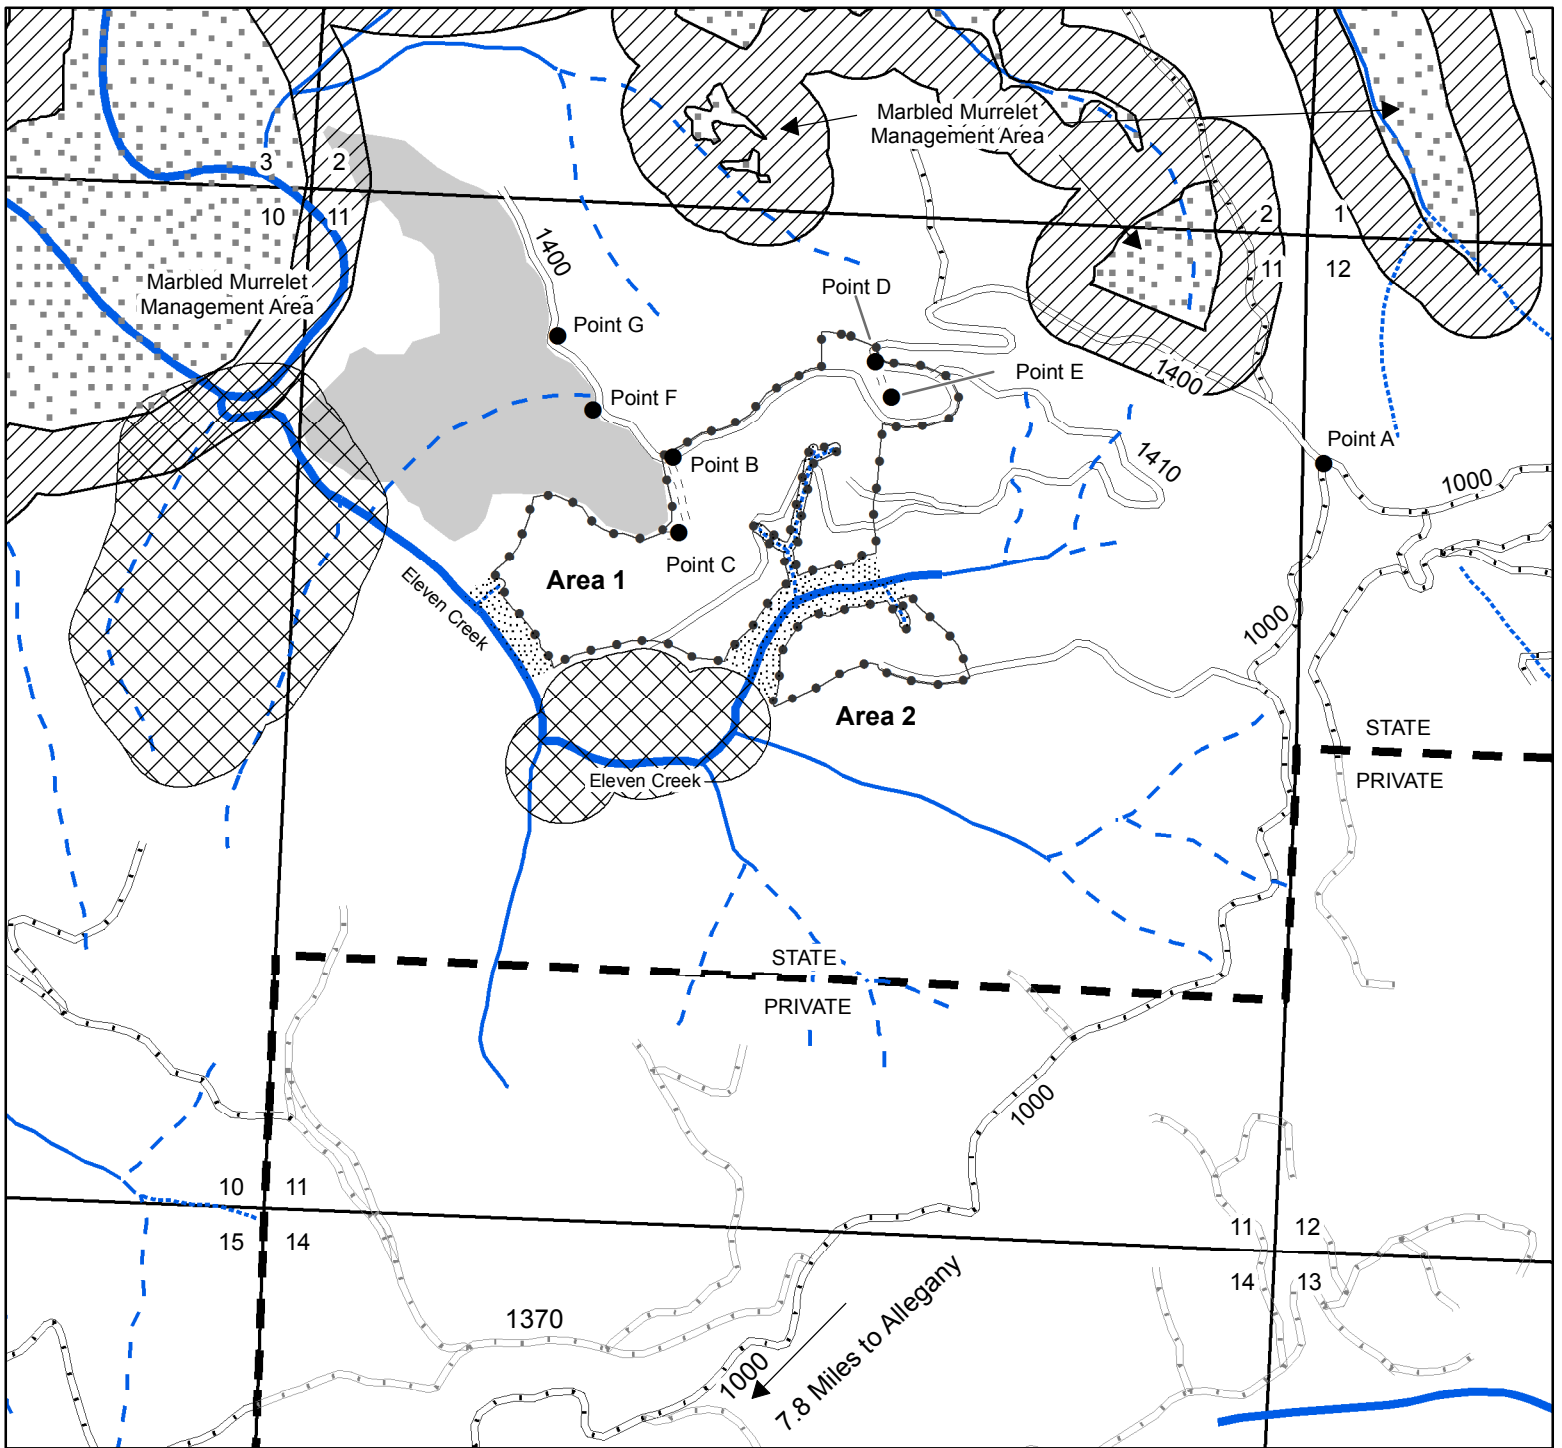 Marbled Murrelet
Management Area
3
2
10
11
2
1
11
12
1400
Marbled Murrelet
Management Area
Point D
Point G
Point E
1400
Point F
Point A
Point B
1410
1000
Point C
Area 1
Eleven Creek
1000
Area 2
STATE
PRIVATE
Eleven Creek
STATE
PRIVATE
1000
10
11
15
14
11
12
14
13
1370
1000
7.8 Miles to Allegany